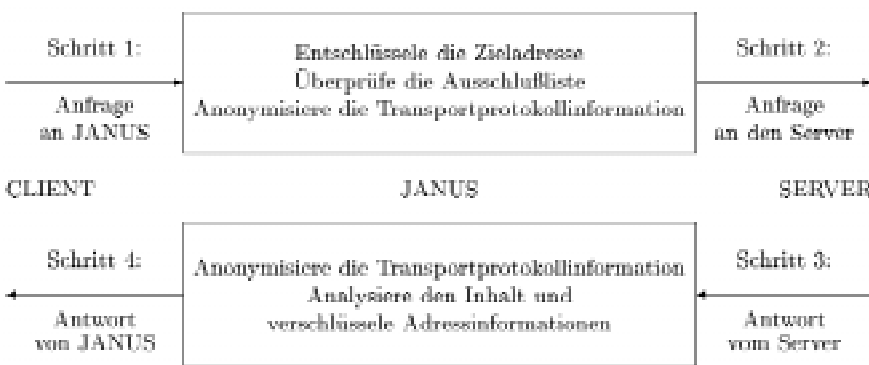 Schritt 1:
Anfrage
an JANUS
Entschlüssele die Zieladresse
Überprüfe die Ausschlußliste
Anonymisiere die Transportprotokollinformation
Schritt 2:
Anfrage
an den Server
CLIENT
JANUS
SERVER
Schritt 4:
Antwort
von JANUS
Anonymisiere die Transportprotokollinformation
Analysiere den Inhalt und
verschlüssele Adressinformationen
Schritt 3:
Antwort
vom Server